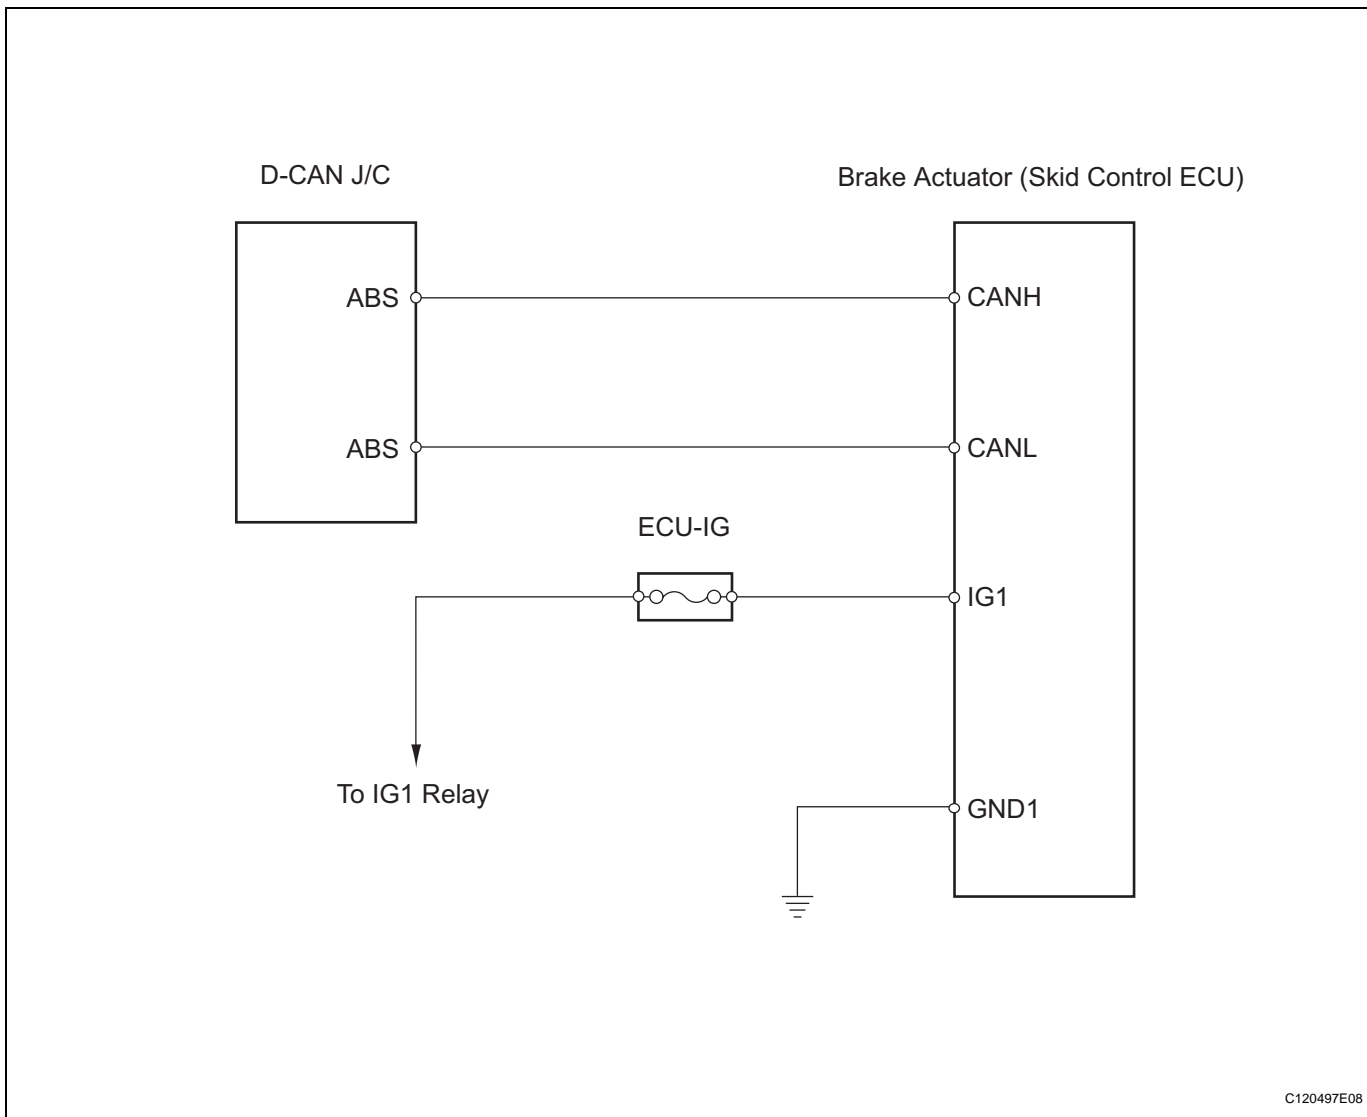 D-CAN J/C
Brake Actuator (Skid Control ECU)
ABS
CANH
ABS
CANL
ECU-IG
IG1
To IG1 Relay
GND1
C120497E08